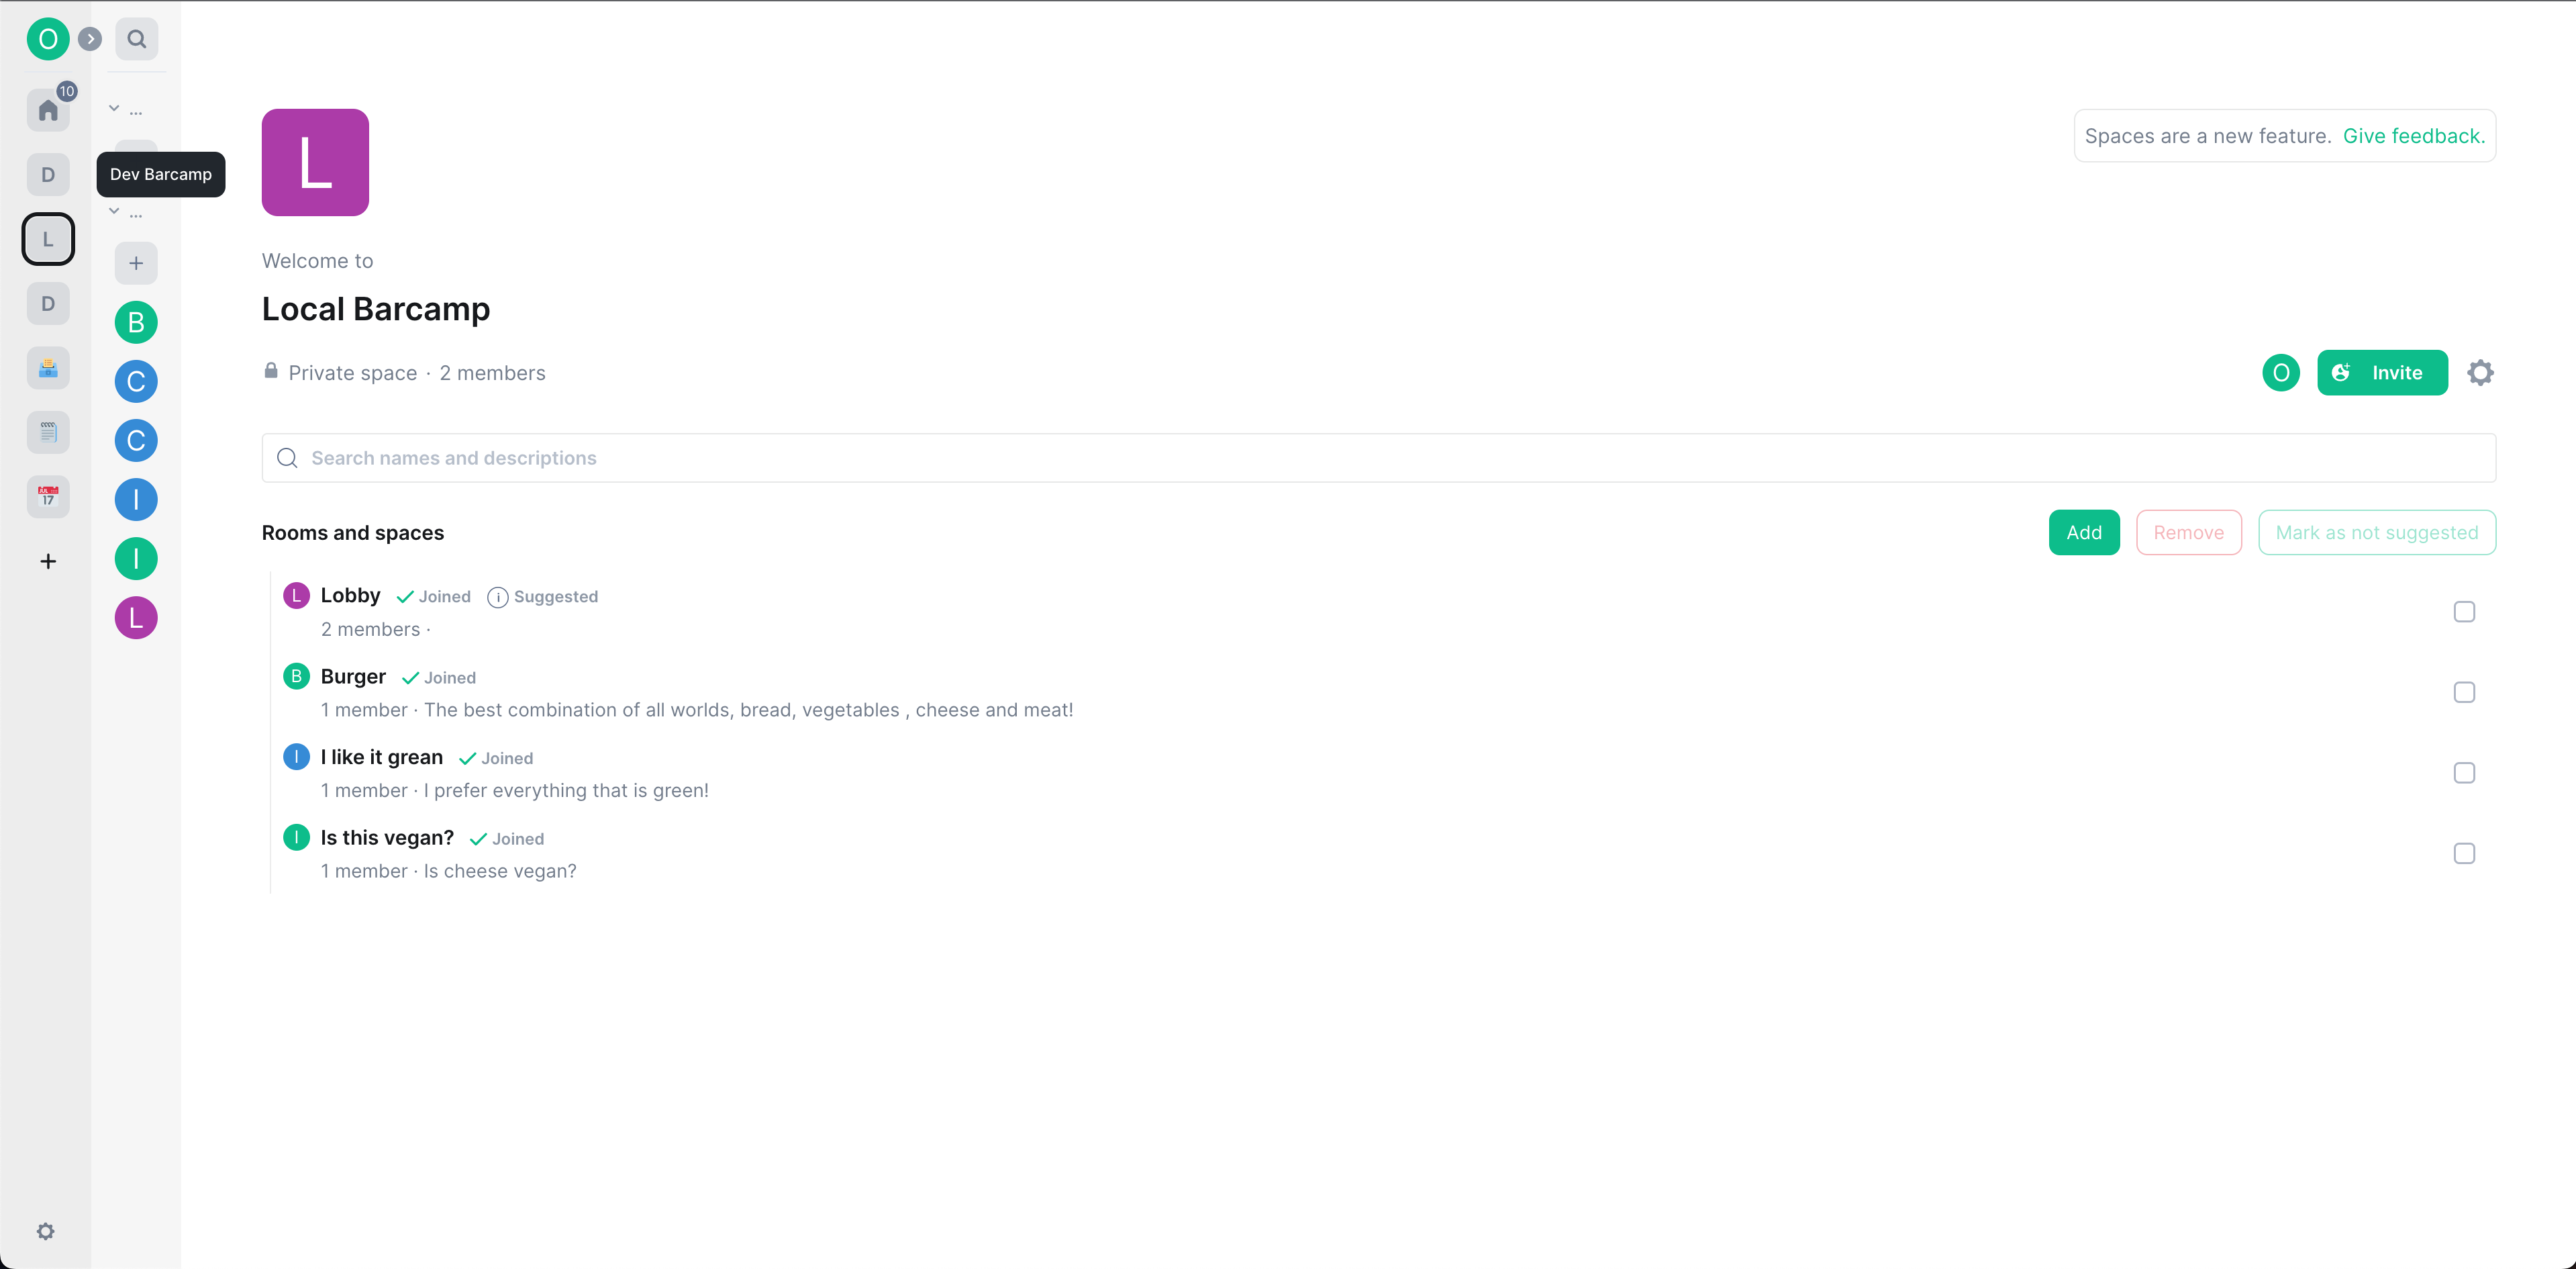 O
10
...
D
Dev Barcamp
...
L
D
17
B
C
C
I
I
L
L
Spaces are a new feature. Give feedback.
Welcome to
Local Barcamp
Private space · 2 members
O
Invite
Search names and descriptions
Rooms and spaces
Add
Remove
Mark as not suggested
L Lobby Joined Suggested
2 members ·
B Burger Joined
1 member · The best combination of all worlds, bread, vegetables , cheese and meat!
I I like it grean Joined
1 member · I prefer everything that is green!
I Is this vegan? Joined
1 member · Is cheese vegan?